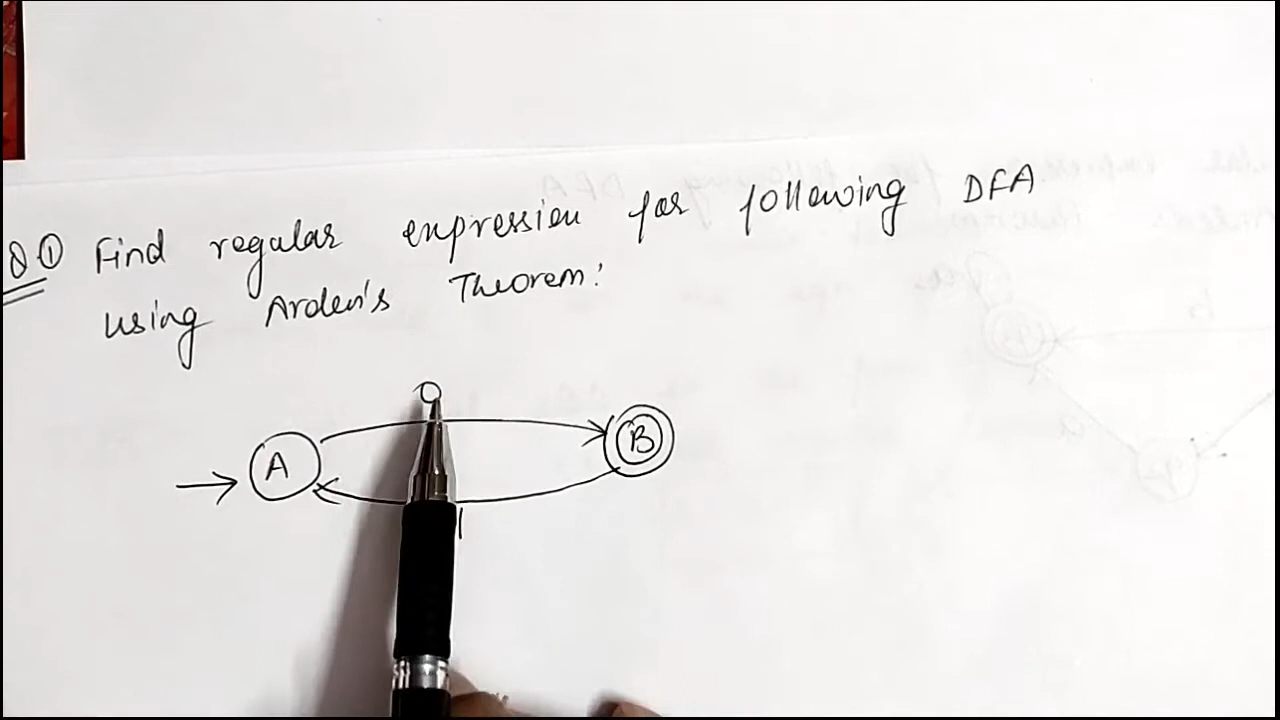 Q① Find regular expression for following DFA
using Arden's Theorem:
0
A B
1